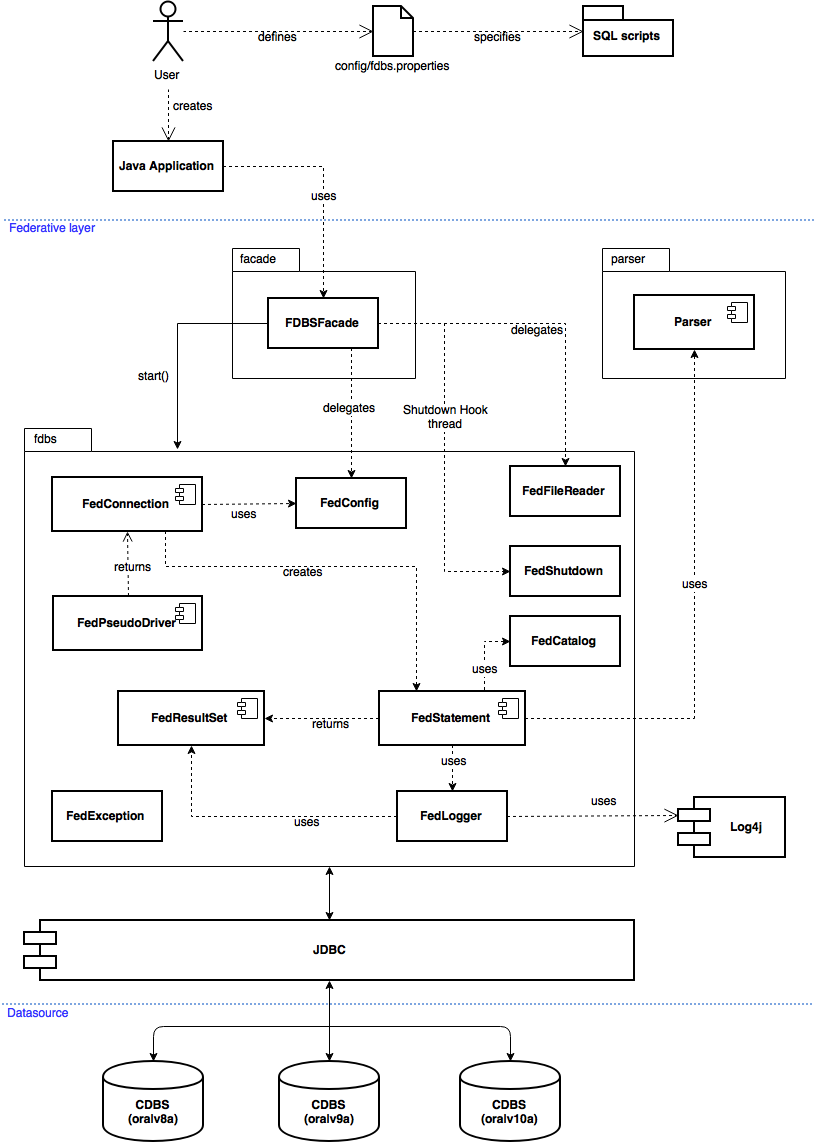 defines
specifies
SQL scripts
config/fdbs.properties
User
creates
Java Application
uses
Federative layer
facade
parser
FDBSFacade
Parser
delegates
start()
delegates
Shutdown Hook
thread
fdbs
FedConnection
uses
FedConfig
FedFileReader
returns
creates
FedShutdown
uses
FedPseudoDriver
FedCatalog
uses
FedResultSet
returns
FedStatement
uses
FedException
uses
FedLogger
uses
Log4j
JDBC
Datasource
CDBS
(oralv8a)
CDBS
(oralv9a)
CDBS
(oralv10a)